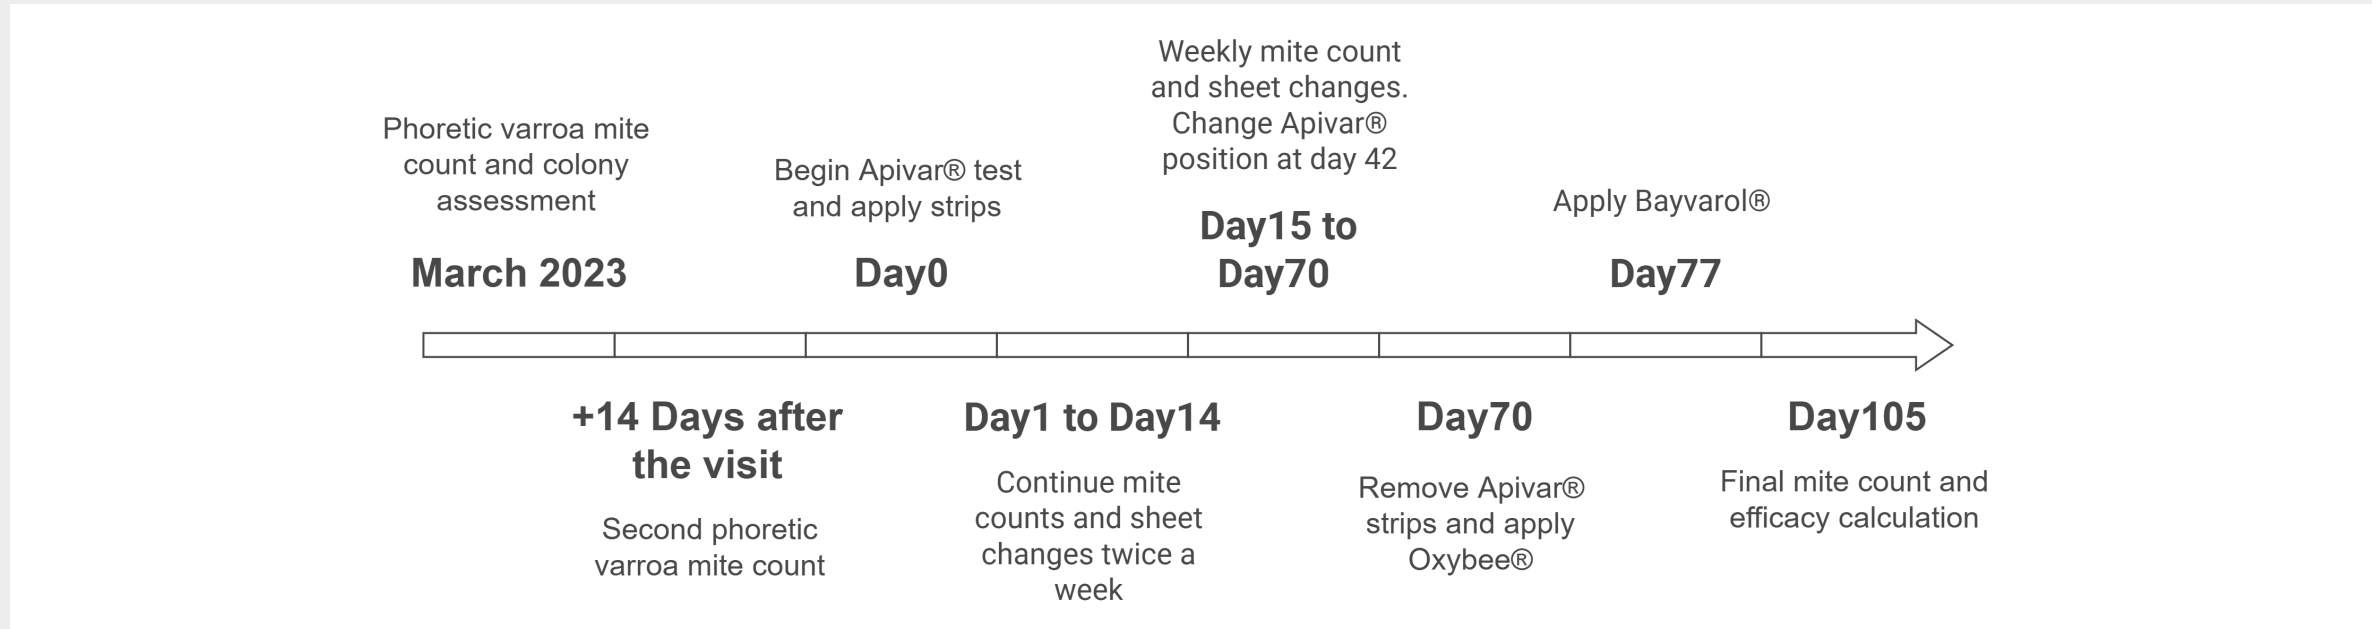 Phoretic varroa mite
count and colony
assessment
March 2023
Begin Apivar® test
and apply strips
Day0
Weekly mite count
and sheet changes.
Change Apivar®
position at day 42
Day15 to
Day70
Apply Bayvarol®
Day77
+14 Days after
the visit
Second phoretic
varroa mite count
Day1 to Day14
Continue mite
counts and sheet
changes twice a
week
Day70
Remove Apivar®
strips and apply
Oxybee®
Day105
Final mite count and
efficacy calculation